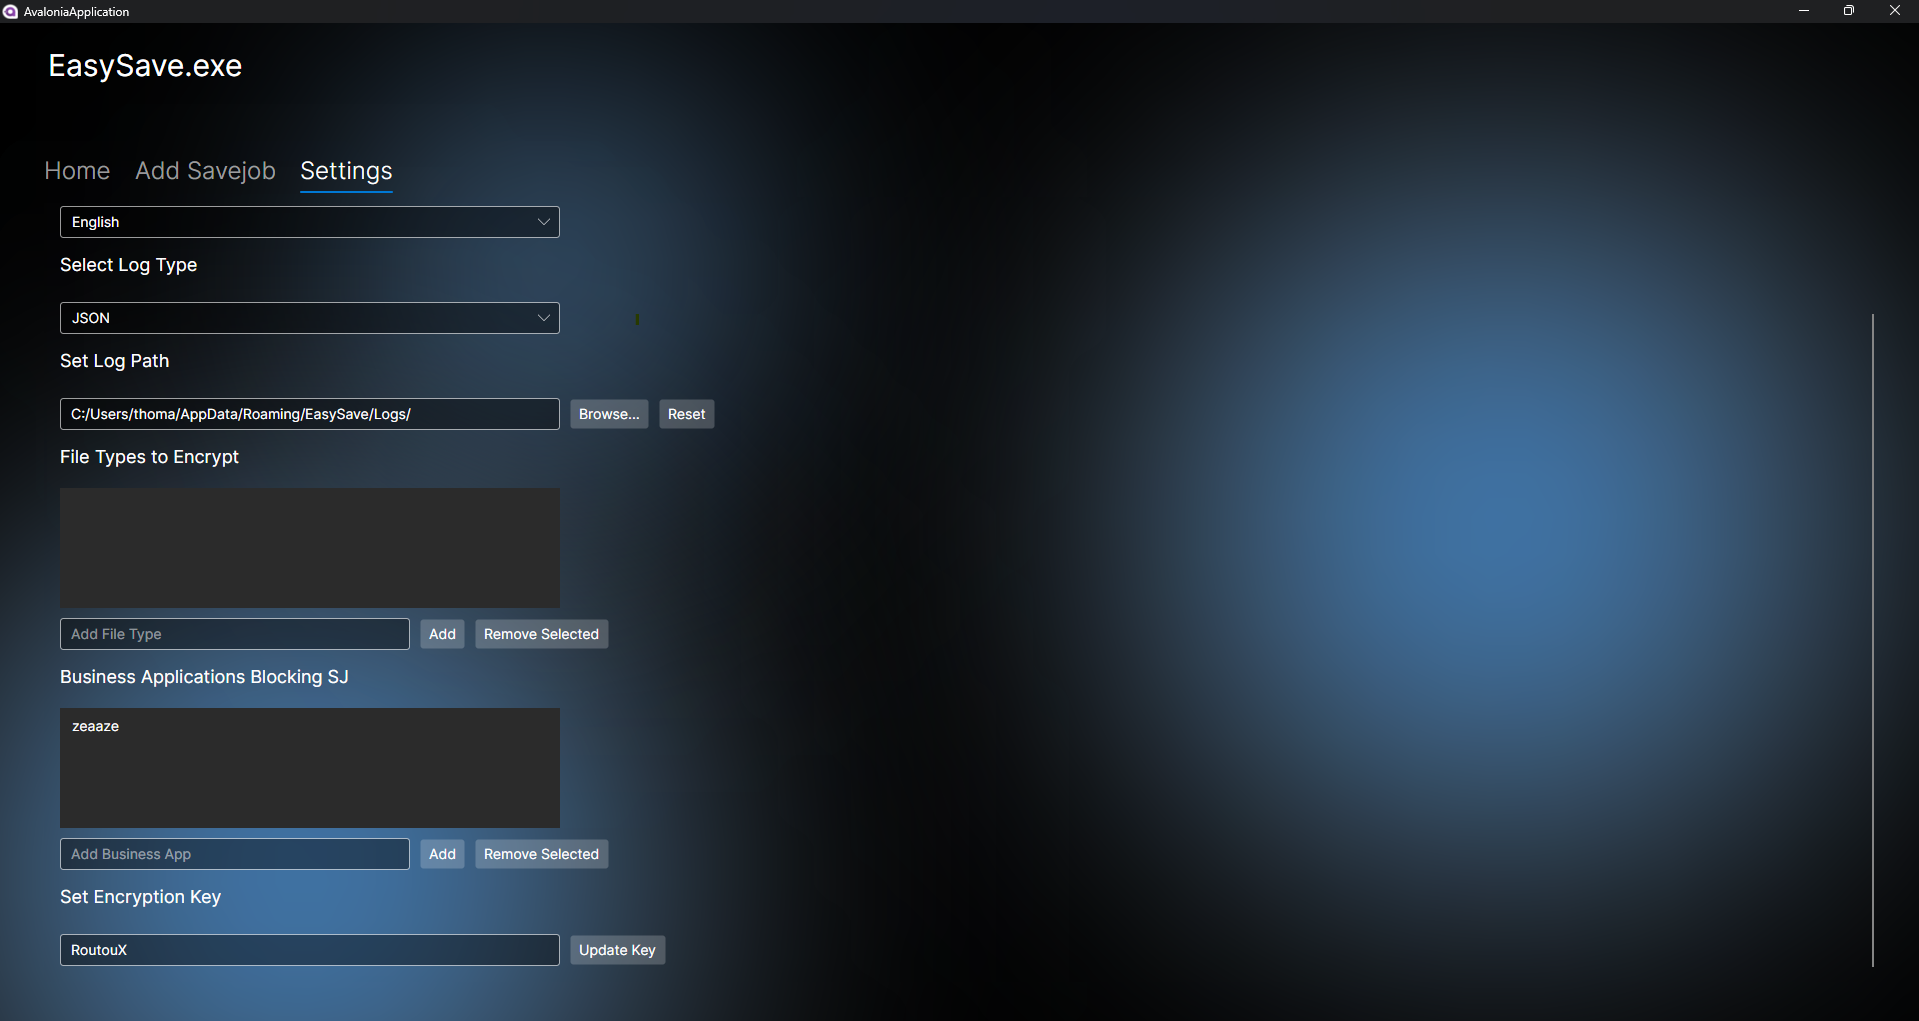 AvaloniaApplication
EasySave.exe
Home Add Savejob Settings
English
Select Log Type
JSON
Set Log Path
C:/Users/thoma/AppData/Roaming/EasySave/Logs/ Browse... Reset
File Types to Encrypt
Add File Type Add Remove Selected
Business Applications Blocking SJ
zeaaze
Add Business App Add Remove Selected
Set Encryption Key
RoutouX Update Key